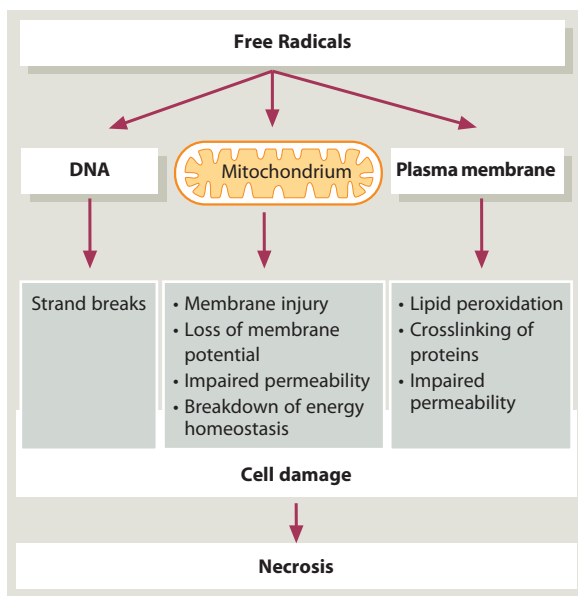 Free Radicals
DNA
Mitochondrium
Plasma membrane
Strand breaks
• Membrane injury
• Loss of membrane
potential
• Impaired permeability
• Breakdown of energy
homeostasis
• Lipid peroxidation
• Crosslinking of
proteins
• Impaired
permeability
Cell damage
Necrosis